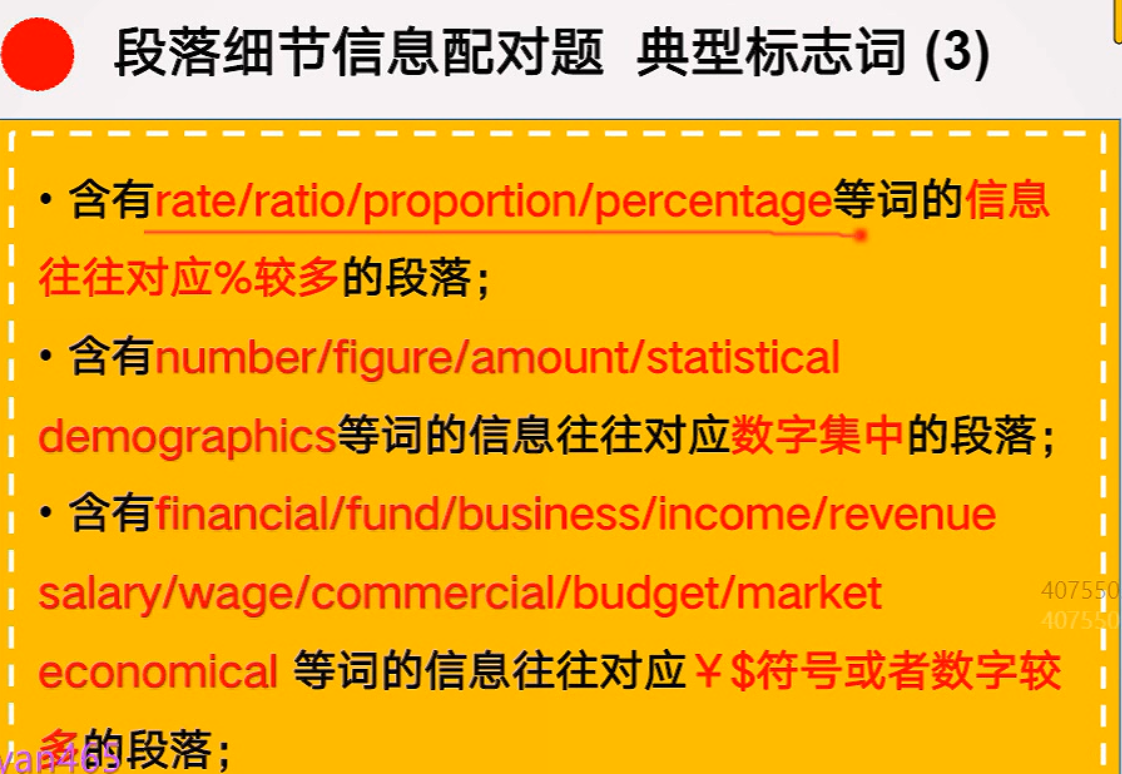 段落细节信息配对题 典型标志词 (3)
• 含有rate/ratio/proportion/percentage等词的信息
往往对应%较多的段落；
• 含有number/figure/amount/statistical
demographics等词的信息往往对应数字集中的段落；
• 含有financial/fund/business/income/revenue
salary/wage/commercial/budget/market
407550
407550
economical 等词的信息往往对应￥$符号或者数字较
多的段落；
van465